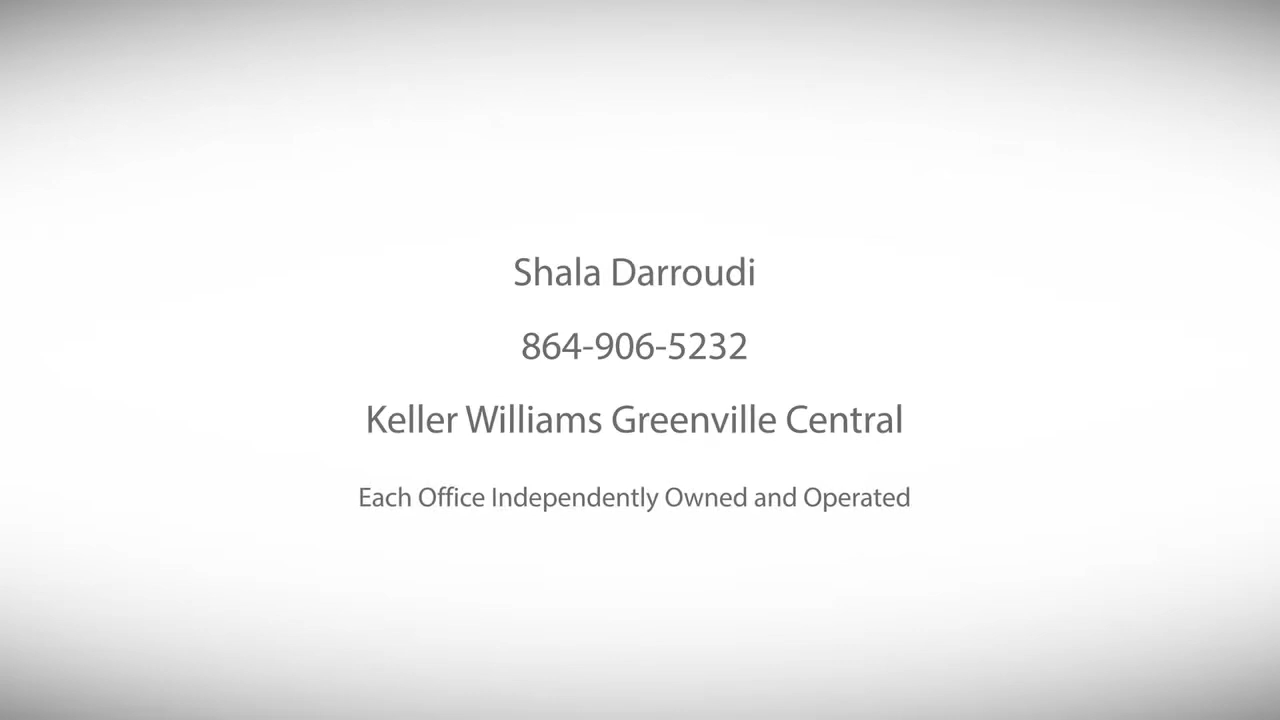 Shala Darroudi
864-906-5232
Keller Williams Greenville Central
Each Office Independently Owned and Operated